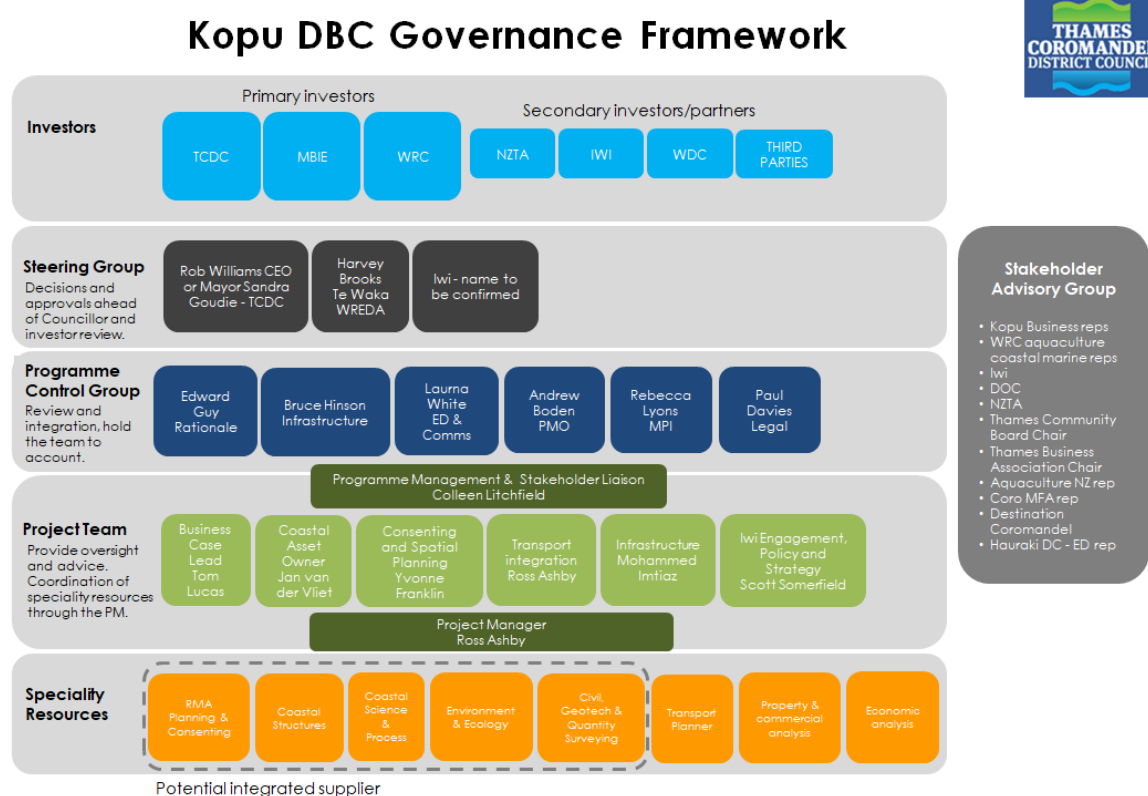 Kopu DBC Governance Framework
THAMES
COROMANDEL
DISTRICT COUNCIL
Investors
Primary investors
TCDC
MBIE
WRC
Secondary investors/partners
NZTA
IWI
WDC
THIRD
PARTIES
Steering Group
Decisions and
approvals ahead
of Councillor and
investor review.
Rob Williams CEO
or Mayor Sandra
Goudie - TCDC
Harvey
Brooks
Te Waka
WREDA
Iwi - name to
be confirmed
Programme
Control Group
Review and
integration, hold
the team to
account.
Edward
Guy
Rationale
Bruce Hinson
Infrastructure
Laurna
White
ED &
Comms
Andrew
Boden
PMO
Rebecca
Lyons
MPI
Paul
Davies
Legal
Programme Management & Stakeholder Liaison
Colleen Litchfield
Project Team
Provide oversight
and advice.
Coordination of
speciality resources
through the PM.
Business
Case
Lead
Tom
Lucas
Coastal
Asset
Owner
Jan van
der Vliet
Consenting
and Spatial
Planning
Yvonne
Franklin
Transport
integration
Ross Ashby
Infrastructure
Mohammed
Imtiaz
Iwi Engagement,
Policy and
Strategy
Scott Somerfield
Project Manager
Ross Ashby
Speciality
Resources
RMA
Planning &
Consenting
Coastal
Structures
Coastal
Science
&
Process
Environment
& Ecology
Civil,
Geotech &
Quantity
Surveying
Transport
Planner
Property &
commercial
analysis
Economic
analysis
Potential integrated supplier
Stakeholder
Advisory Group
• Kopu Business reps
• WRC aquaculture
coastal marine reps
• Iwi
• DOC
• NZTA
• Thames Community
Board Chair
• Thames Business
Association Chair
• Aquaculture NZ rep
• Coro MFA rep
• Destination
Coromandel
• Hauraki DC - ED rep